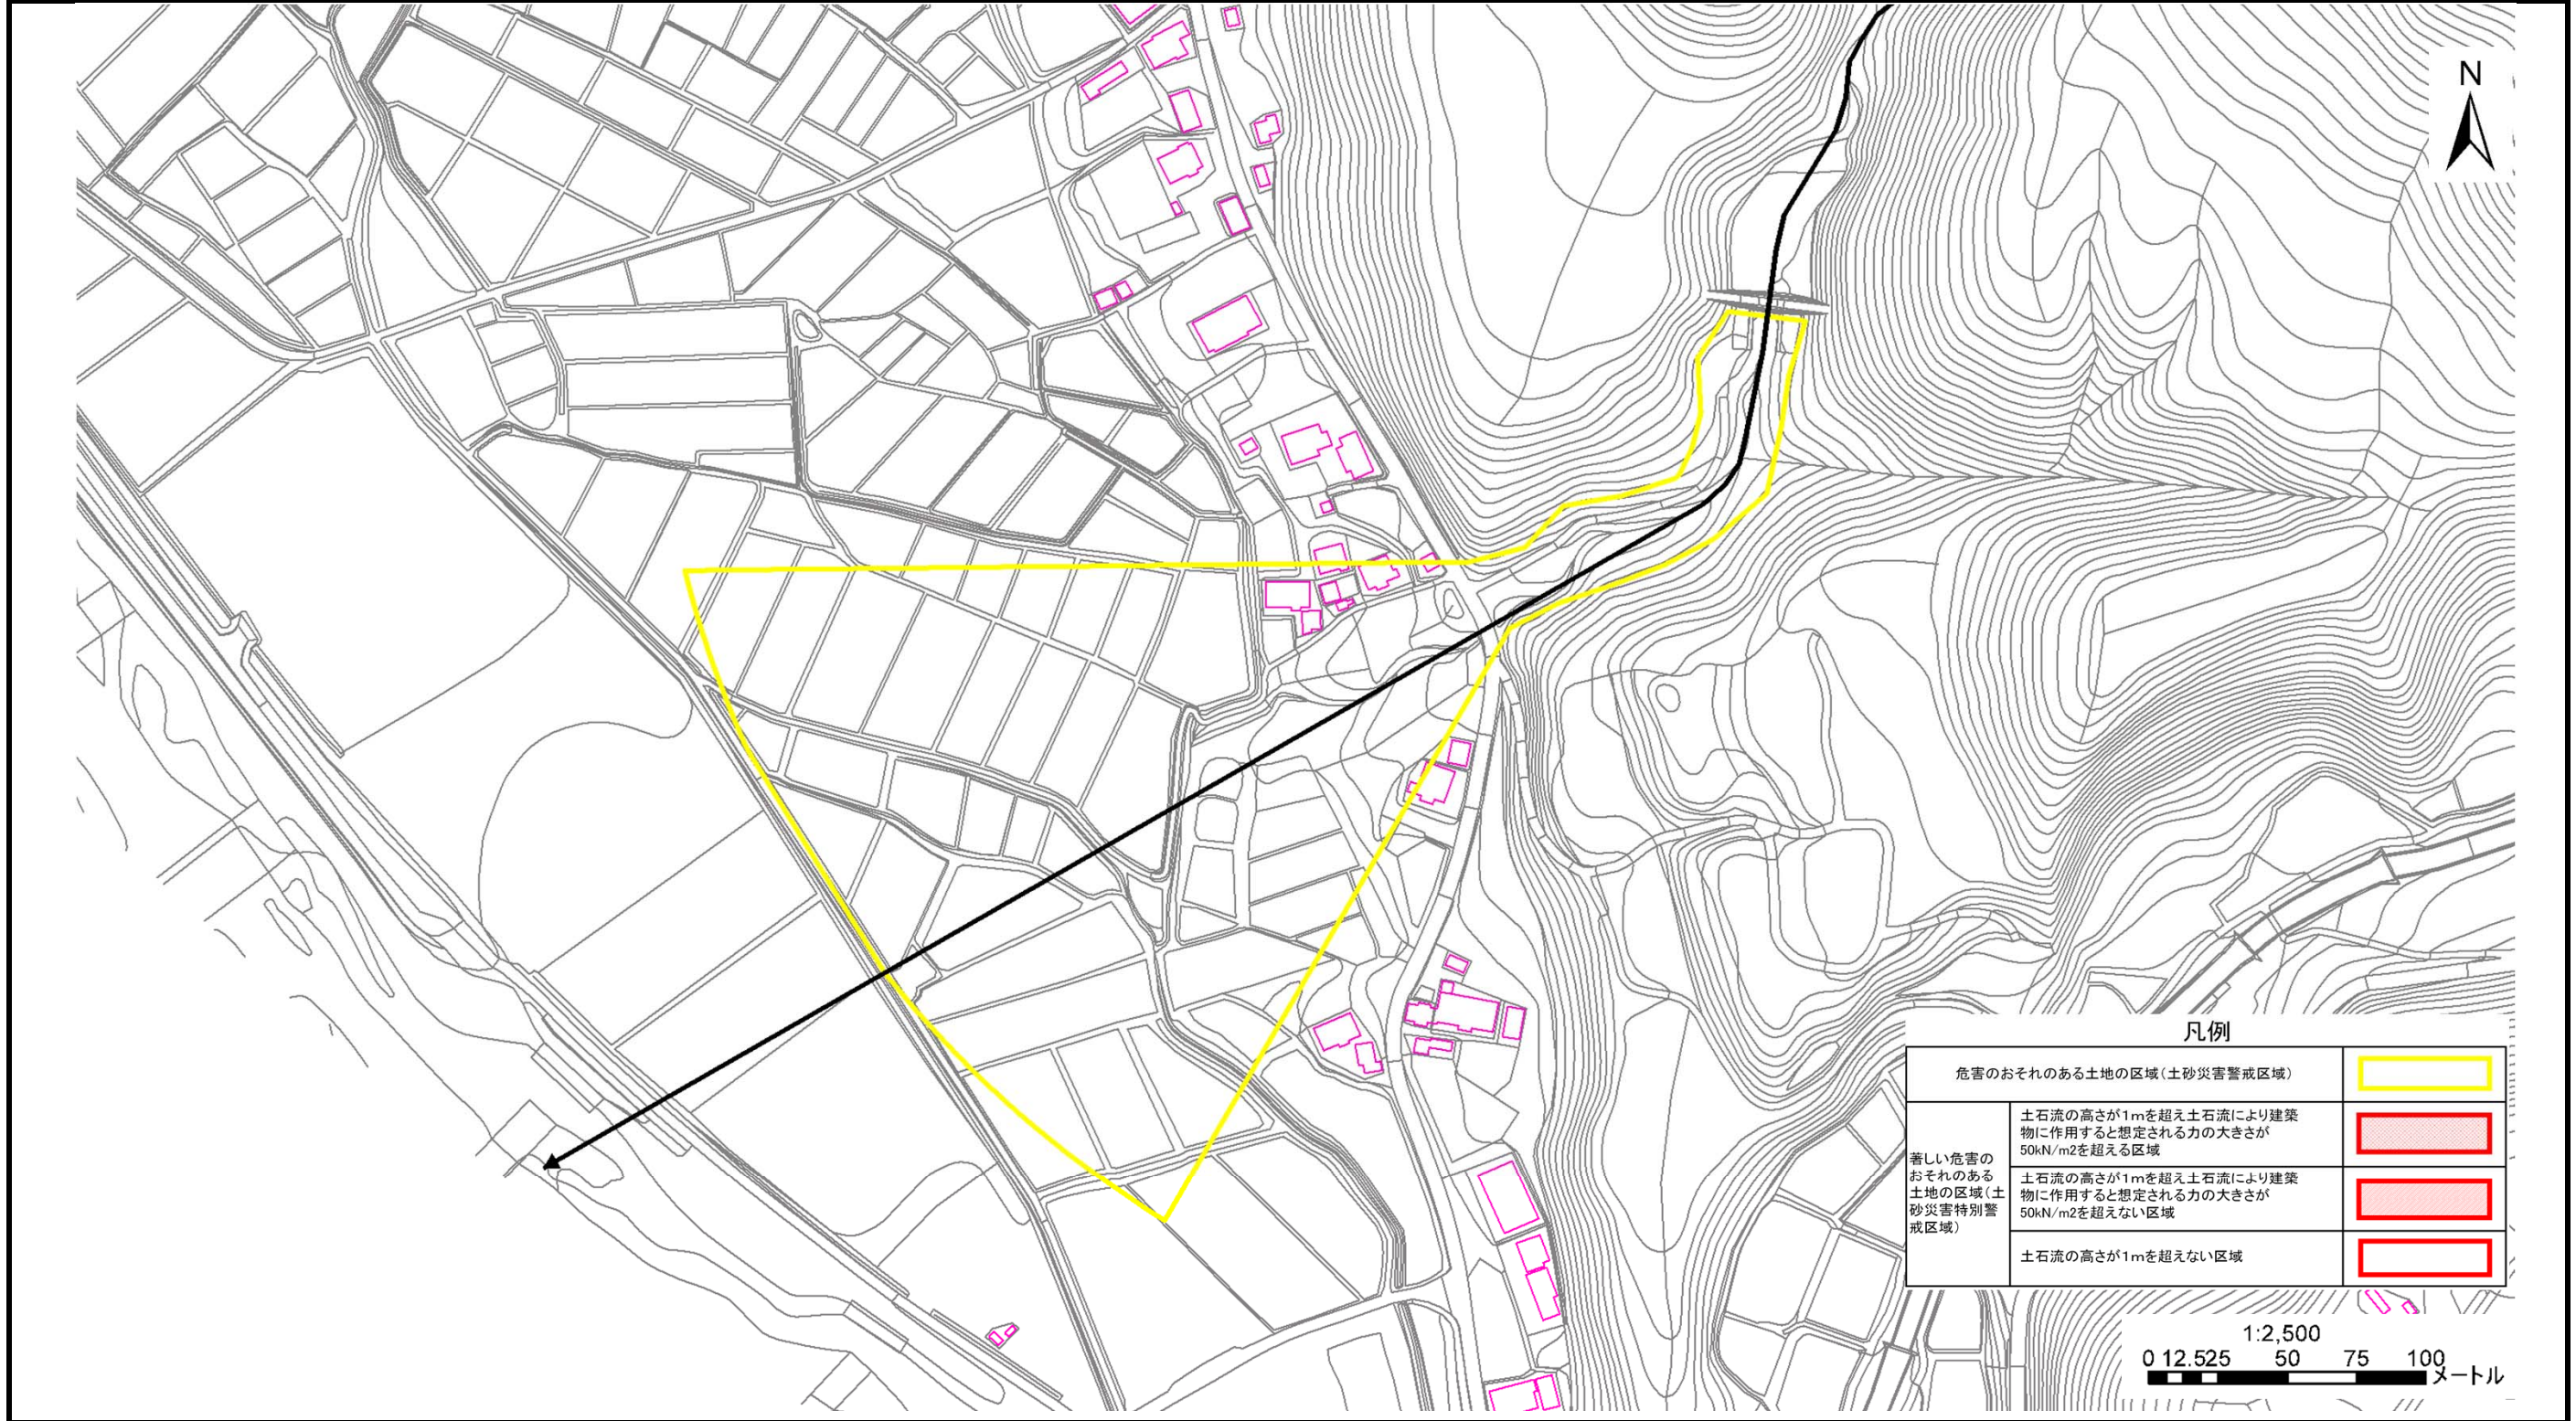 N
凡例
危害のおそれのある土地の区域（土砂災害警戒区域）
著しい危害の
おそれのある
土地の区域（土
砂災害特別警
戒区域）
土石流の高さが1mを超え土石流により建築
物に作用すると想定される力の大きさが
50kN/m2を超える区域
土石流の高さが1mを超え土石流により建築
物に作用すると想定される力の大きさが
50kN/m2を超えない区域
土石流の高さが1mを超えない区域
1:2,500
0 12.525 50 75 100
メートル